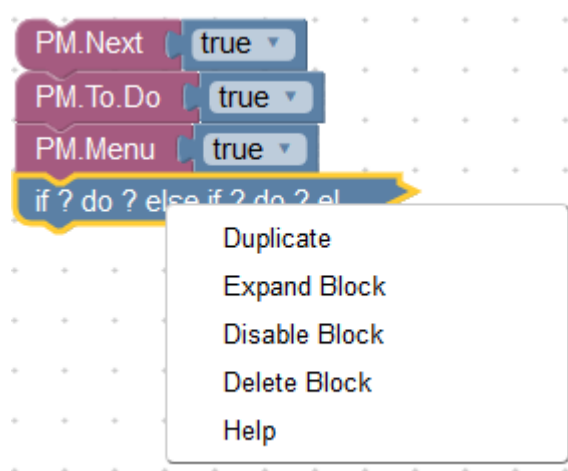 PM.Next true
PM.To.Do true
PM.Menu true
if ? do ? else if ? do ? el
Duplicate
Expand Block
Disable Block
Delete Block
Help